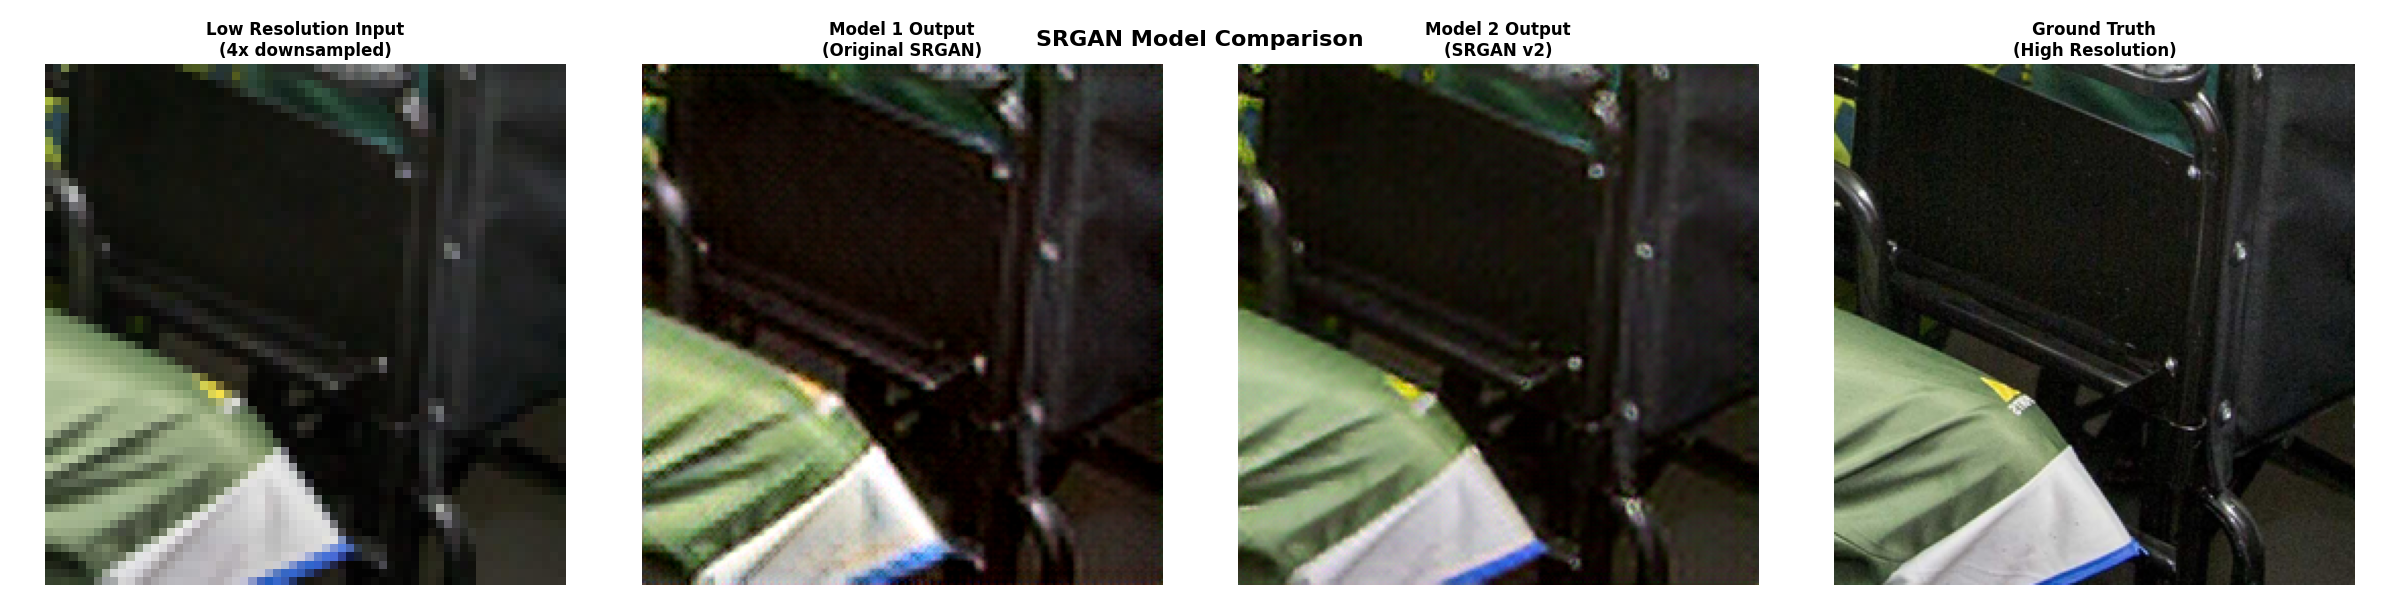 SRGAN Model Comparison
Low Resolution Input
(4x downsampled)
Model 1 Output
(Original SRGAN)
Model 2 Output
(SRGAN v2)
Ground Truth
(High Resolution)